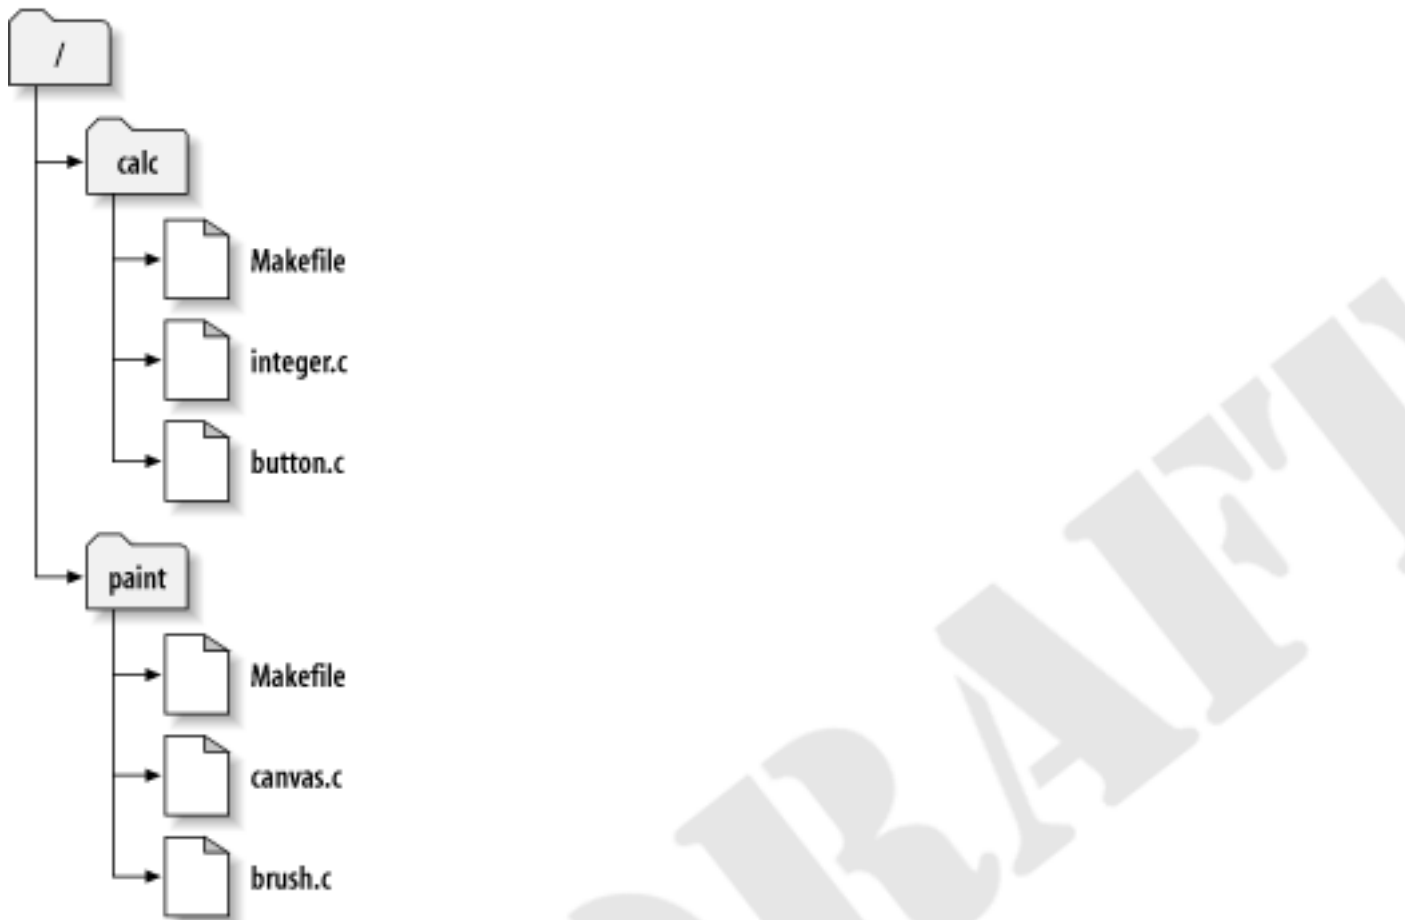 /
calc
Makefile
integer.c
button.c
paint
Makefile
canvas.c
brush.c
DRAFT